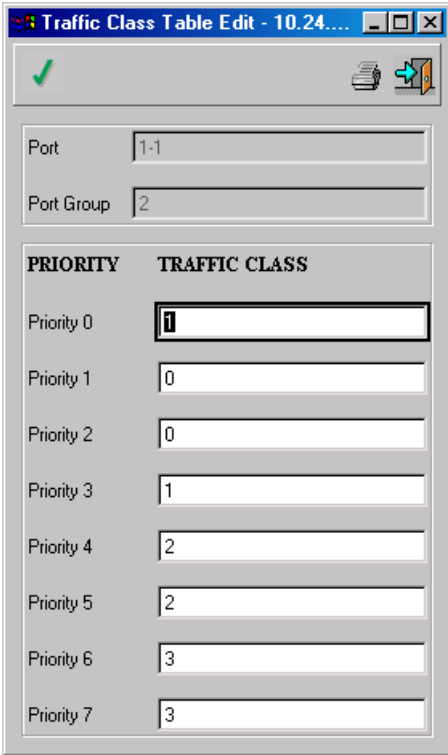 Traffic Class Table Edit - 10.24....
Port 1-1
Port Group 2
PRIORITY TRAFFIC CLASS
Priority 0 1
Priority 1 0
Priority 2 0
Priority 3 1
Priority 4 2
Priority 5 2
Priority 6 3
Priority 7 3